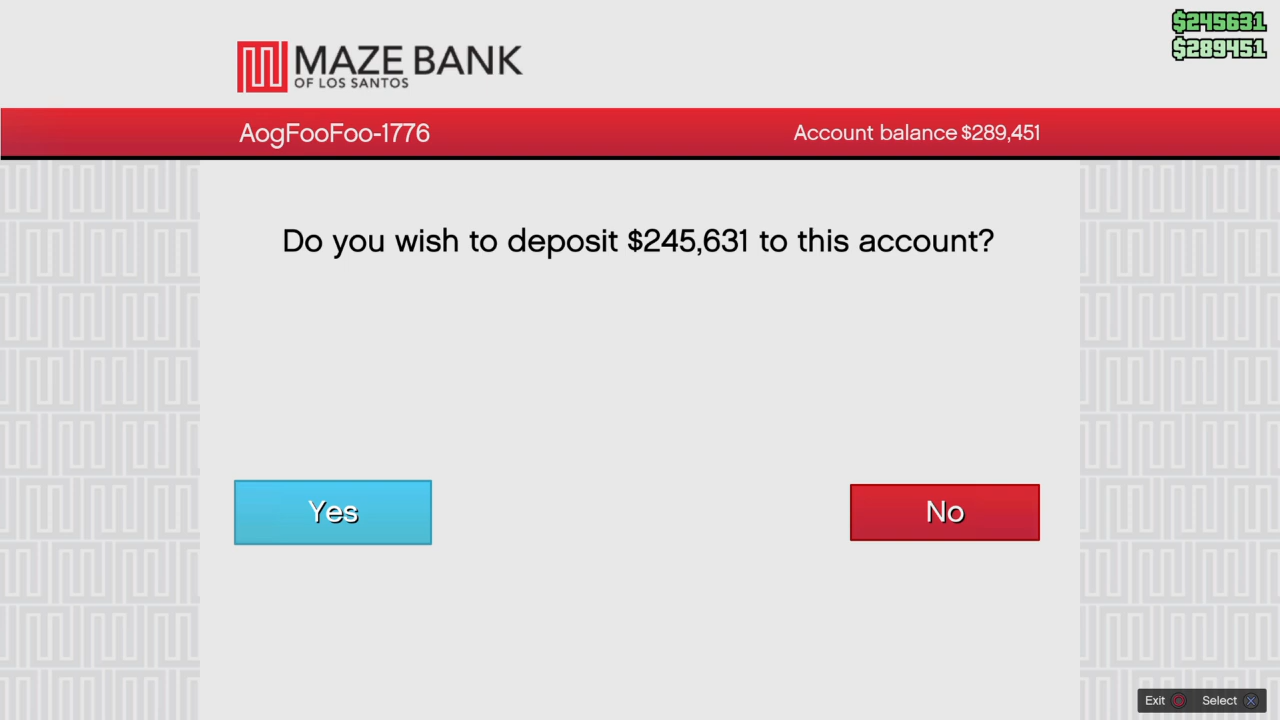 $245631
$289451
MAZE BANK
OF LOS SANTOS
AogFooFoo-1776
Account balance $289,451
Do you wish to deposit $245,631 to this account?
Yes
No
Exit
Select